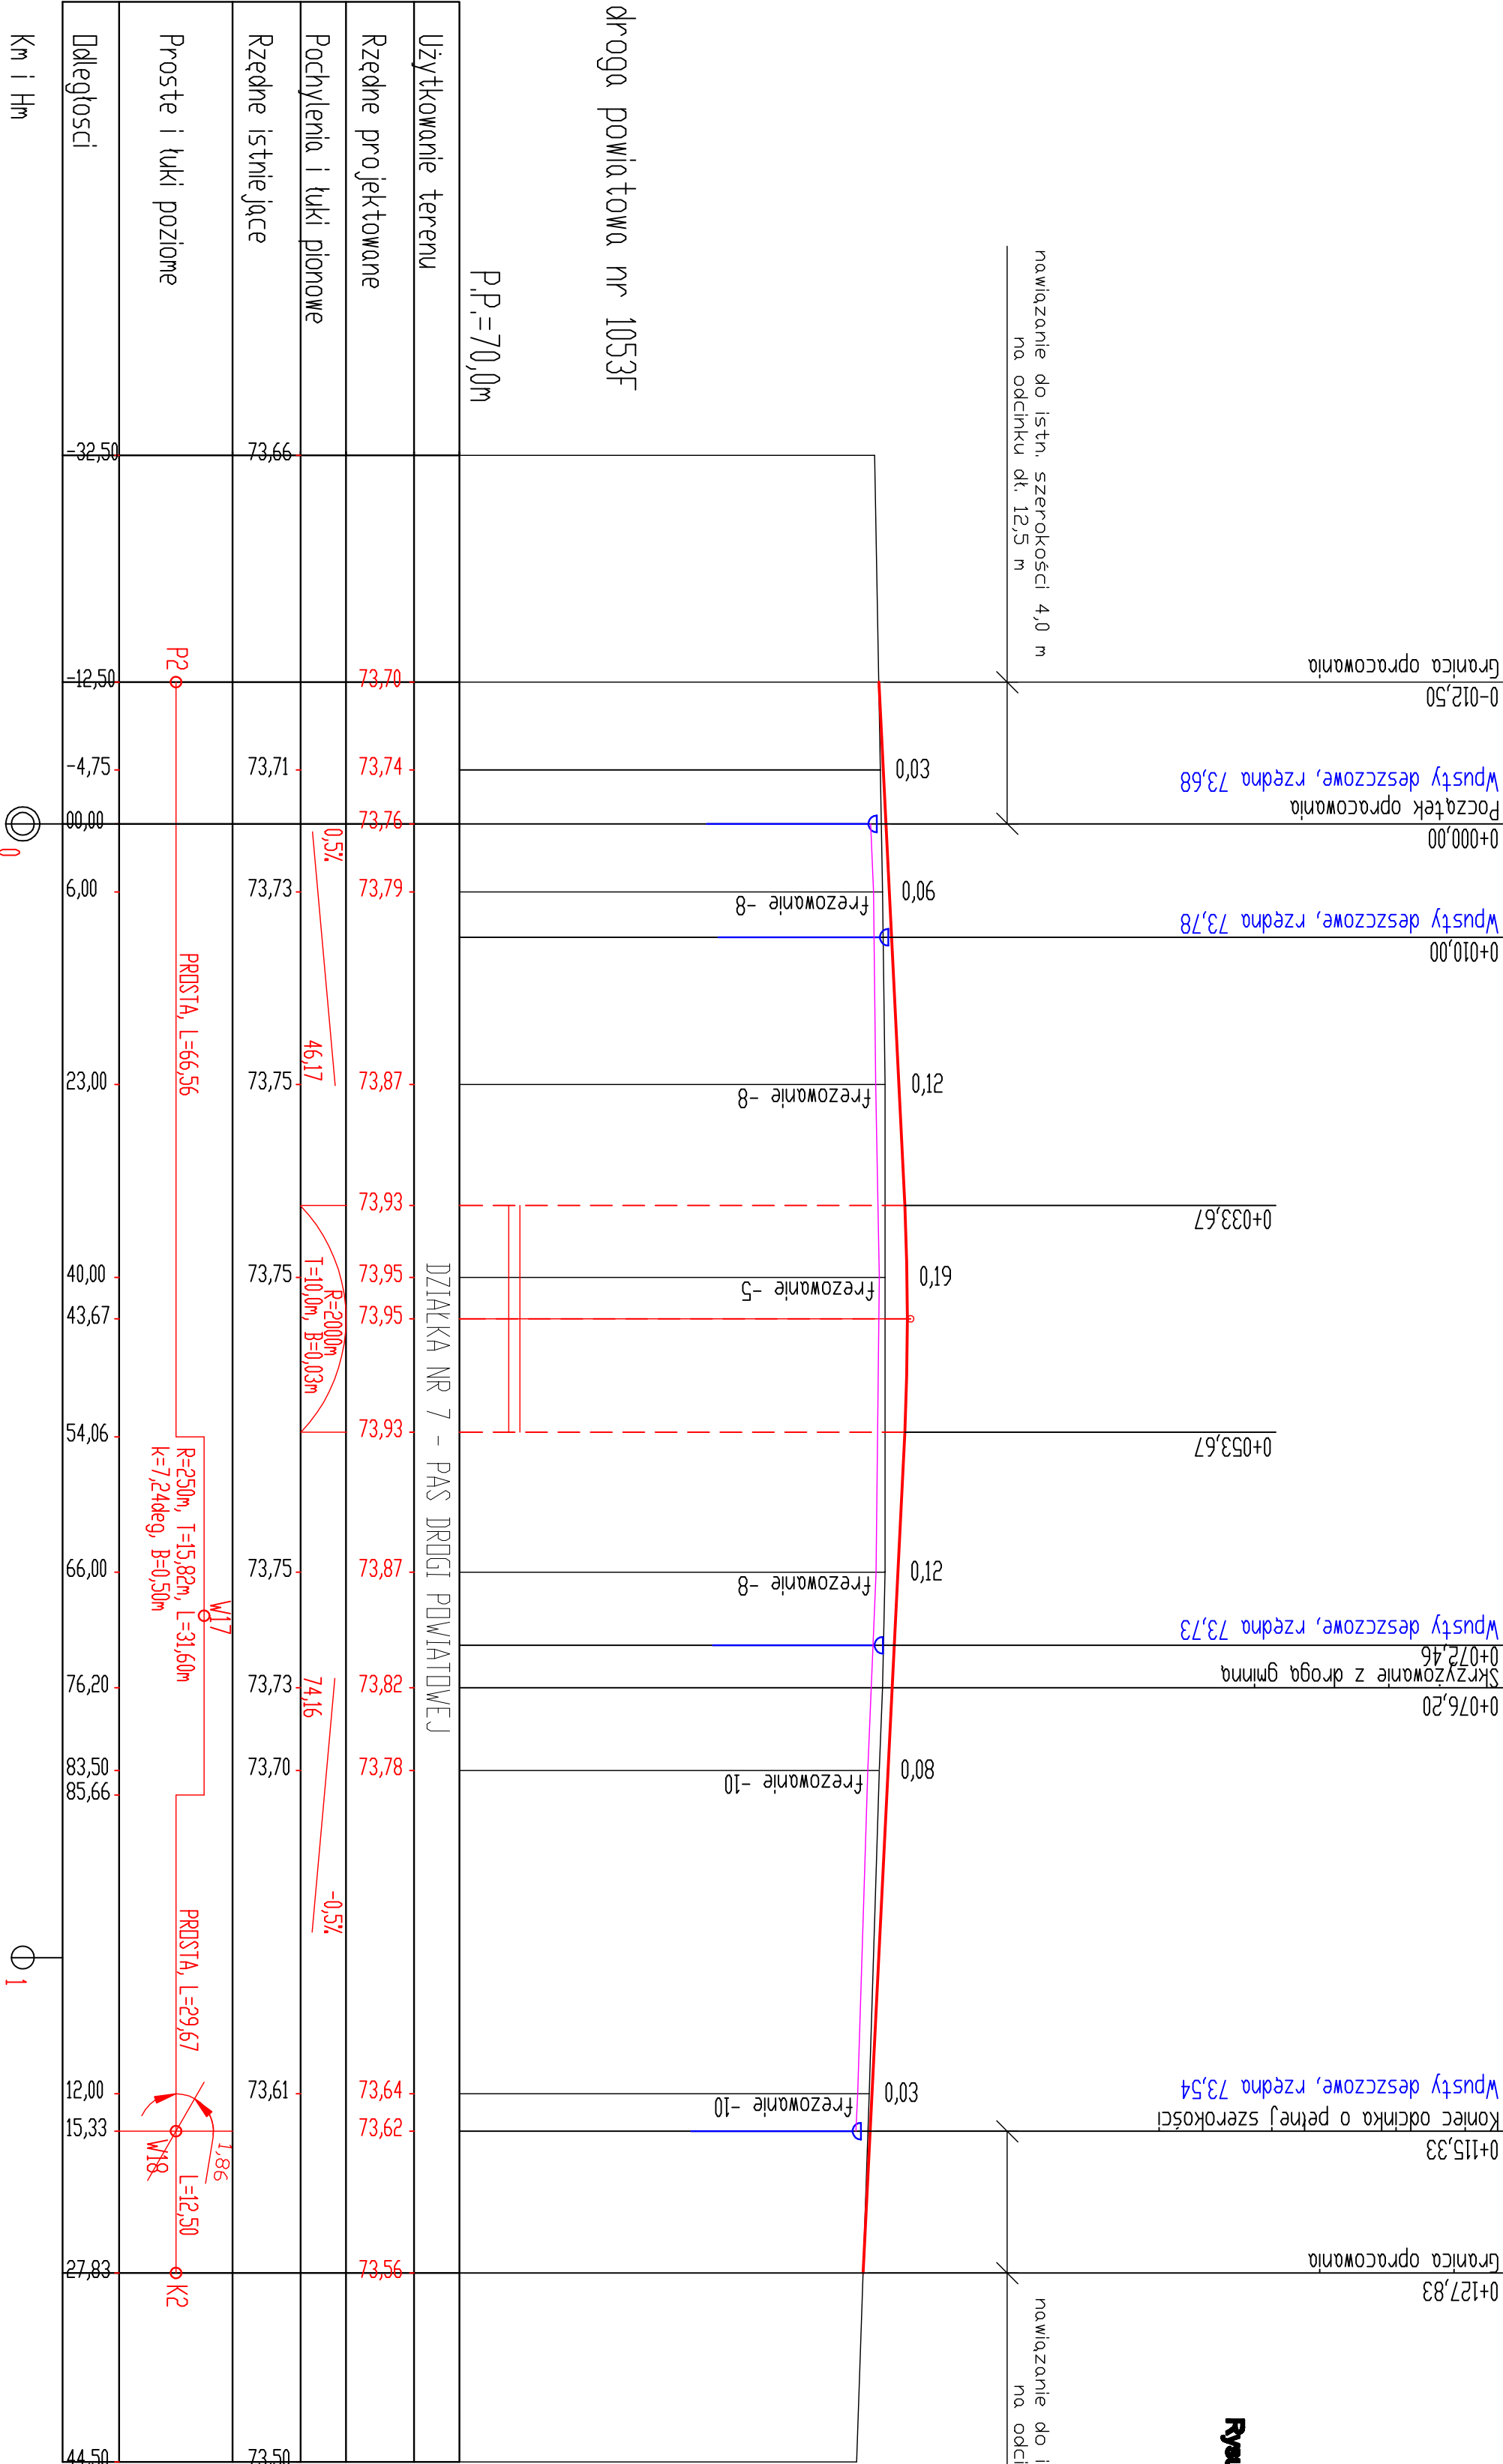 droga powiatowa nr 1053F
nawiązanie do istn. szerokości 4,0 m
na odcinku dł. 12,5 m
Granica opracowania
0-012,50
Wpusty deszczowe, rzędna 73,68
Początek opracowania
0+000,00
Wpusty deszczowe, rzędna 73,78
0+010,00
0+033,67
0+053,67
Wpusty deszczowe, rzędna 73,73
0+072,46
Skrzyżowanie z drogą gminną
0+076,20
Wpusty deszczowe, rzędna 73,54
Koniec odcinka o pełnej szerokości
0+115,33
Granica opracowania
0+127,83
nawiązanie do i
na odci
Rysu
0,03
0,06
0,12
0,19
0,12
0,08
0,03
frezowanie -8
frezowanie -8
frezowanie -5
frezowanie -8
frezowanie -10
frezowanie -10
P.P.=70,0m
Użytkowanie terenu
DZIAŁKA NR 7 - PAS DROGI POWIATOWEJ
Rzędne projektowane
73,70
73,74
73,76
73,79
73,87
73,93
73,95
73,95
73,93
73,87
73,82
73,78
73,64
73,62
73,56
Pochylenia i łuki pionowe
0,5%
46,17
R=2000m
T=10,0m, B=0,03m
74,16
-0,5%
Rzędne istniejące
73,66
73,71
73,73
73,75
73,75
73,75
73,73
73,70
73,61
73,50
Proste i łuki poziome
P2
PROSTA, L=66,56
W17
R=250m, T=15,82m, L=31,60m
k=7,24deg, B=0,50m
PROSTA, L=29,67
1,86
W18
L=12,50
K2
Odległosci
-32,50
-12,50
-4,75
00,00
6,00
23,00
40,00
43,67
54,06
66,00
76,20
83,50
85,66
12,00
15,33
27,83
44,50
Km i Hm
0
1